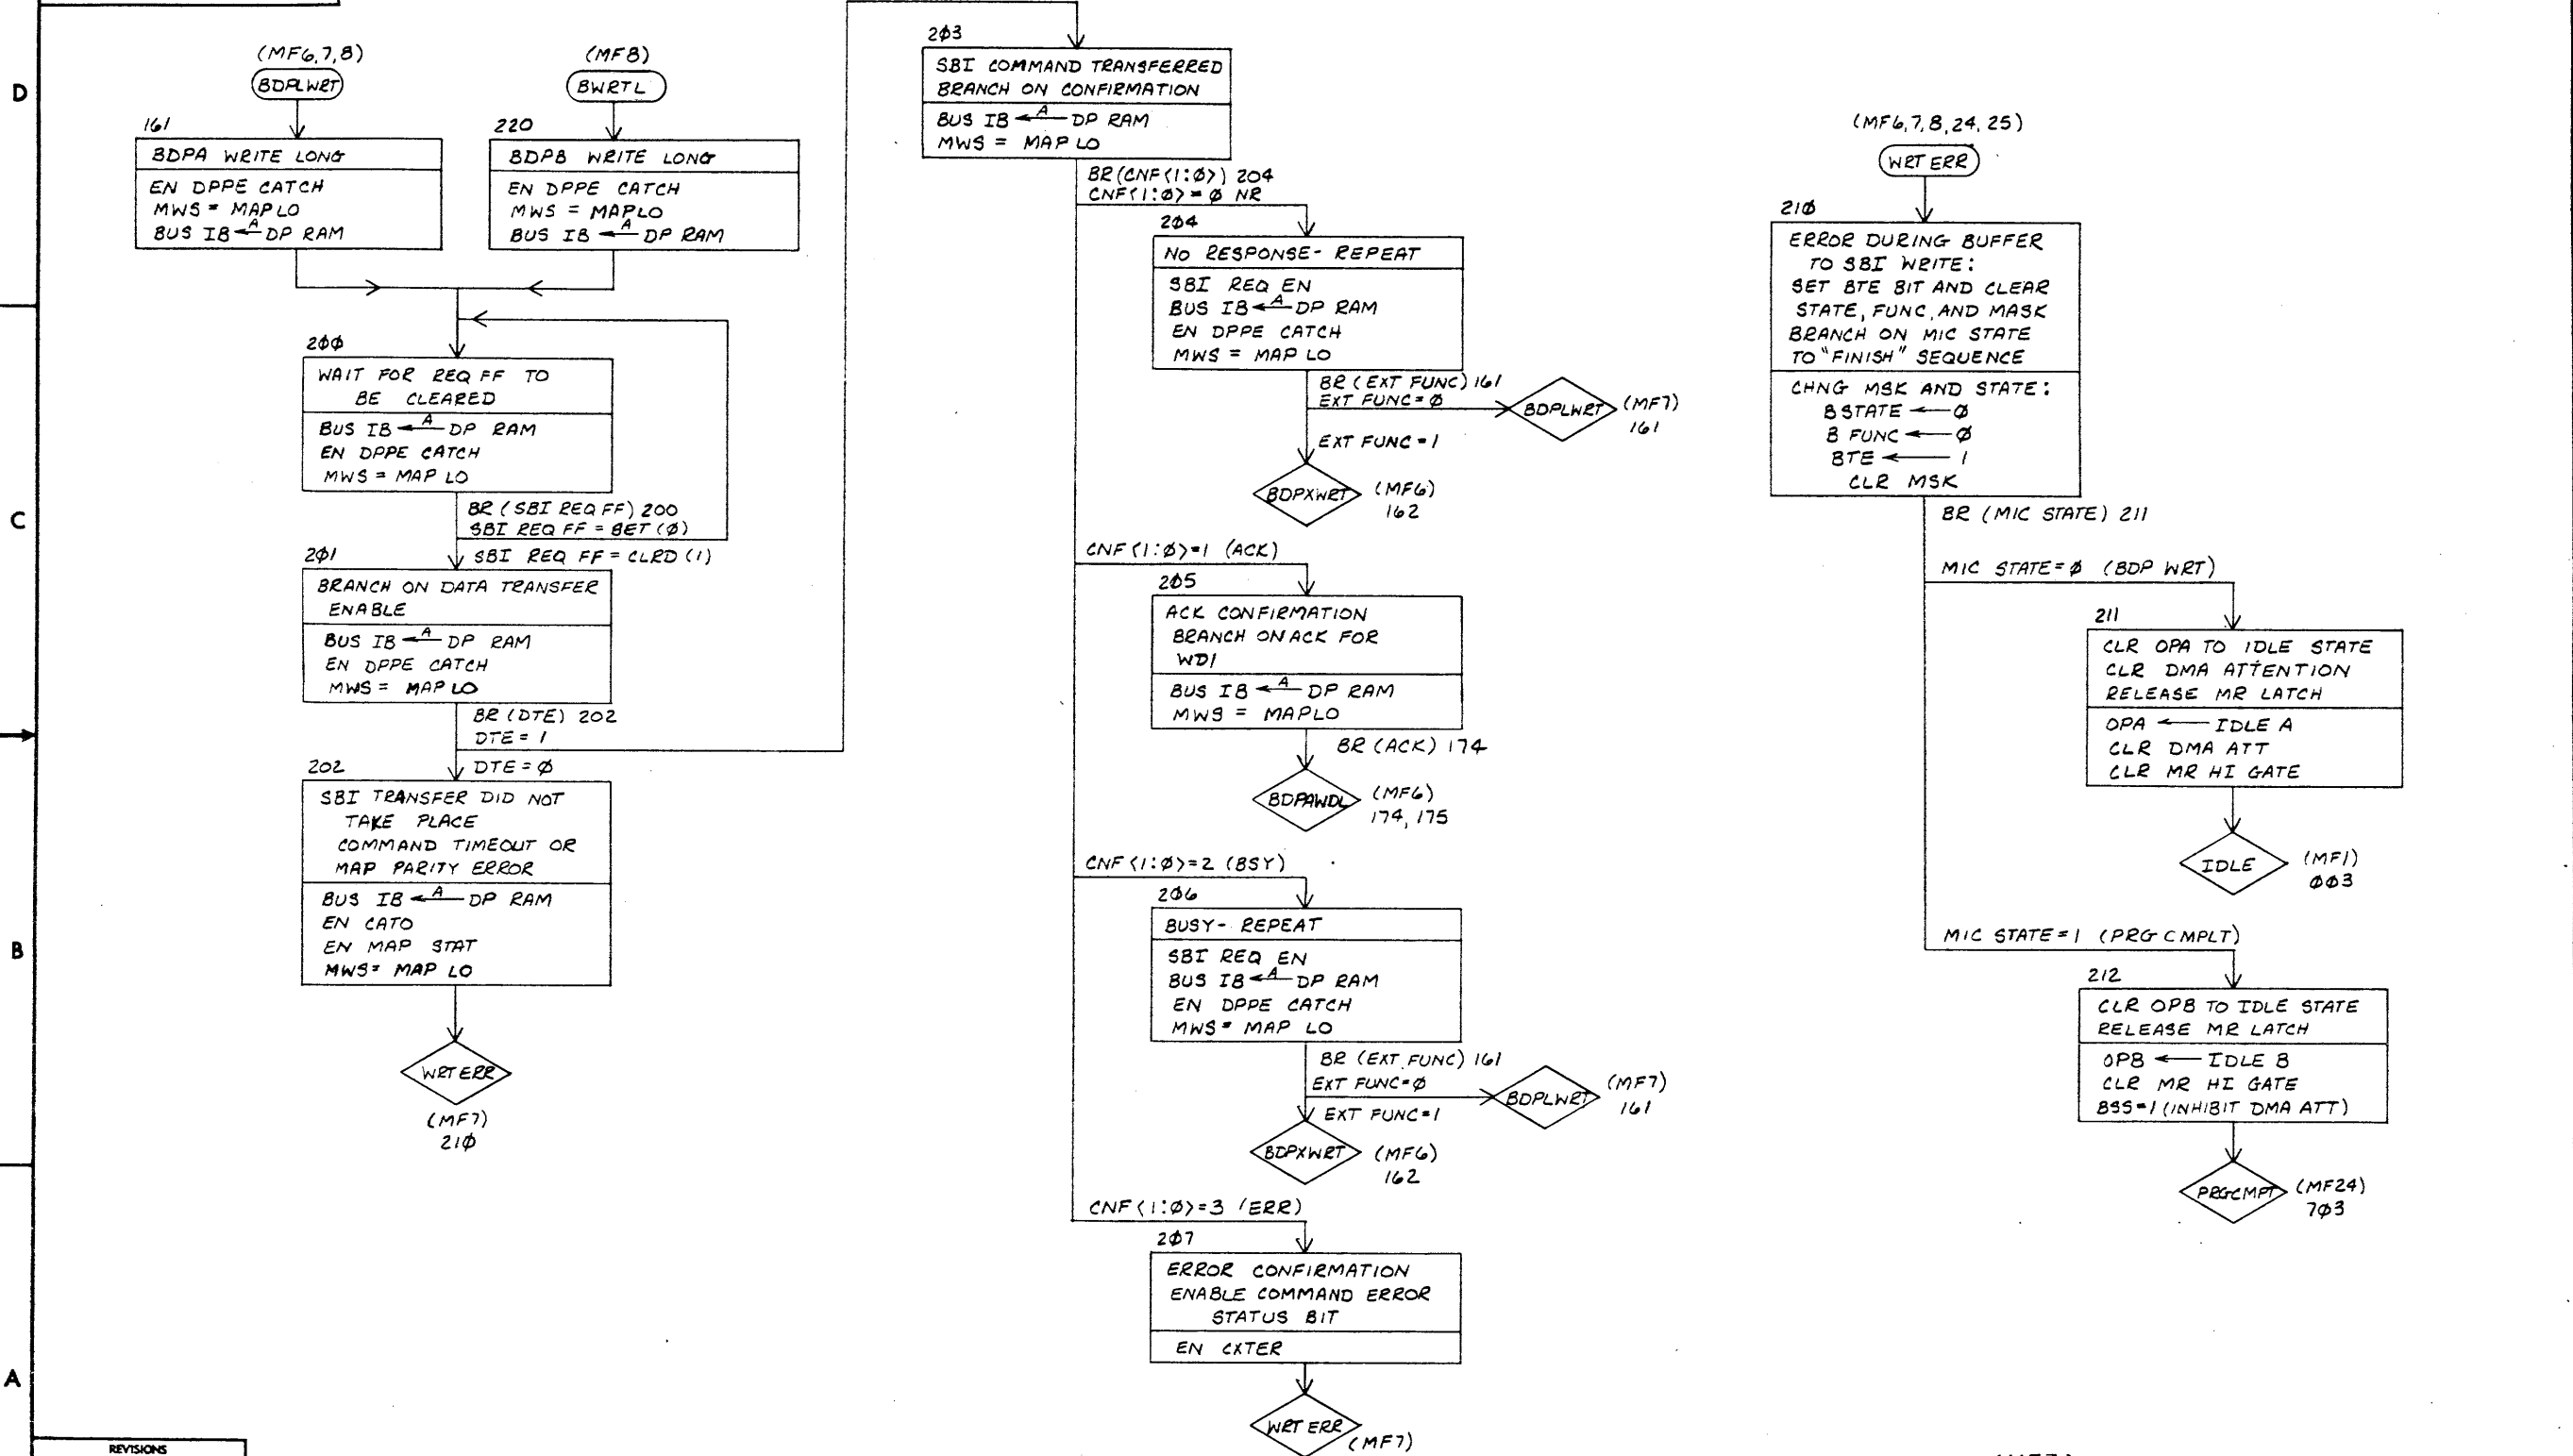 D
(MF6,7,8)
BDPLWRT
161
BDPA WRITE LONG
EN DPPE CATCH
MWS = MAPLO
BUS IB ←A— DP RAM
(MF8)
BWRTL
220
BDPB WRITE LONG
EN DPPE CATCH
MWS = MAPLO
BUS IB ←A— DP RAM
C
2ØØ
WAIT FOR REQ FF TO
BE CLEARED
BUS IB ←A— DP RAM
EN DPPE CATCH
MWS = MAP LO
BR (SBI REQ FF) 200
SBI REQ FF = SET (Ø)
SBI REQ FF = CLRD (1)
2Ø1
BRANCH ON DATA TRANSFER
ENABLE
BUS IB ←A— DP RAM
EN DPPE CATCH
MWS = MAP LO
BR (DTE) 202
DTE = 1
DTE = Ø
202
SBI TRANSFER DID NOT
TAKE PLACE
COMMAND TIMEOUT OR
MAP PARITY ERROR
BUS IB ←A— DP RAM
EN CATO
EN MAP STAT
MWS = MAP LO
B
WRTERR
(MF7)
21Ø
2Ø3
SBI COMMAND TRANSFERRED
BRANCH ON CONFIRMATION
BUS IB ←A— DP RAM
MWS = MAP LO
BR (CNF<1:Ø>) 204
CNF<1:Ø> = Ø NR
2Ø4
NO RESPONSE- REPEAT
SBI REQ EN
BUS IB ←A— DP RAM
EN DPPE CATCH
MWS = MAP LO
BR (EXT FUNC) 161
EXT FUNC = Ø
BDPLWRT
(MF7)
161
EXT FUNC = 1
BDPXWRT
(MF6)
162
CNF<1:Ø>=1 (ACK)
2Ø5
ACK CONFIRMATION
BRANCH ON ACK FOR
WD1
BUS IB ←A— DP RAM
MWS = MAPLO
BR (ACK) 174
BDPAWDL
(MF6)
174, 175
CNF<1:Ø>=2 (BSY)
2Ø6
BUSY- REPEAT
SBI REQ EN
BUS IB ←A— DP RAM
EN DPPE CATCH
MWS = MAP LO
BR (EXT FUNC) 161
EXT FUNC=Ø
BDPLWRT
(MF7)
161
EXT FUNC=1
BDPXWRT
(MF6)
162
CNF<1:Ø>=3 (ERR)
2Ø7
ERROR CONFIRMATION
ENABLE COMMAND ERROR
STATUS BIT
EN CXTER
WRT ERR
(MF7)
(MF6,7,8,24,25)
WRT ERR
21Ø
ERROR DURING BUFFER
TO SBI WRITE:
SET BTE BIT AND CLEAR
STATE, FUNC, AND MASK
BRANCH ON MIC STATE
TO "FINISH" SEQUENCE
CHNG MSK AND STATE:
BSTATE ← Ø
B FUNC ← Ø
BTE ← 1
CLR MSK
BR (MIC STATE) 211
MIC STATE=Ø (BDP WRT)
211
CLR OPA TO IDLE STATE
CLR DMA ATTENTION
RELEASE MR LATCH
OPA ← IDLE A
CLR DMA ATT
CLR MR HI GATE
IDLE
(MF1)
ØØ3
MIC STATE=1 (PRG CMPLT)
212
CLR OPB TO IDLE STATE
RELEASE MR LATCH
OPB ← IDLE B
CLR MR HI GATE
BSS=1 (INHIBIT DMA ATT)
PRGCMPT
(MF24)
7Ø3
A
REVISIONS